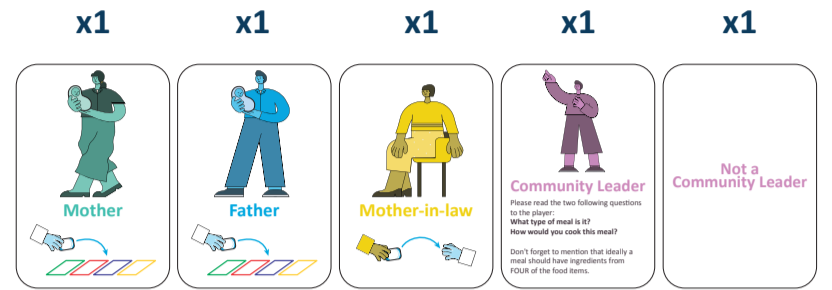 x1
x1
x1
x1
x1
Mother
Father
Mother-in-law
Community Leader
Please read the two following questions
to the player:
What type of meal is it?
How would you cook this meal?
Don't forget to mention that ideally a
meal should have ingredients from
FOUR of the food items.
Not a
Community Leader